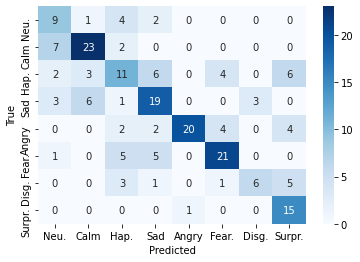 Neu. 9 1 4 2 0 0 0 0
Calm 7 23 2 0 0 0 0 0
Hap. 2 3 11 6 0 4 0 6
Sad 3 6 1 19 0 0 3 0
Angry 0 0 2 2 20 4 0 4
Fear 1 0 5 5 0 21 0 0
Disg. 0 0 3 1 0 1 6 5
Surpr. 0 0 0 0 1 0 0 15
Neu. Calm Hap. Sad Angry Fear. Disg. Surpr.
Predicted
True
20
15
10
5
0